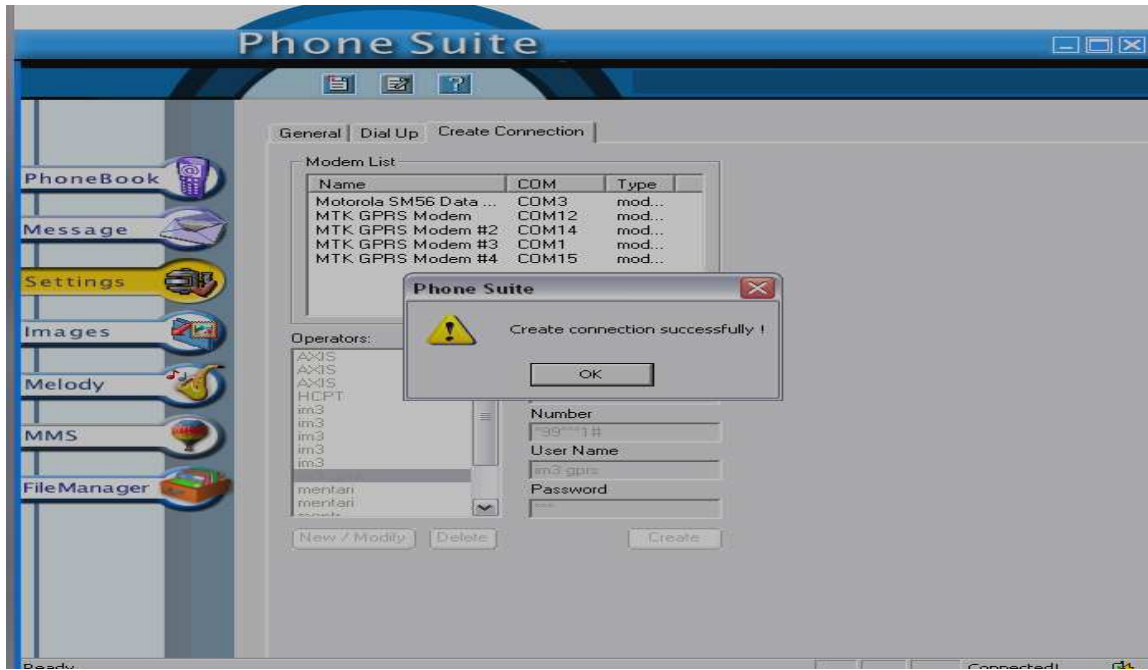 Phone Suite
General Dial Up Create Connection
Modem List
Name COM Type
Motorola SM56 Data ... COM3 mod...
MTK GPRS Modem COM12 mod...
MTK GPRS Modem #2 COM14 mod...
MTK GPRS Modem #3 COM1 mod...
MTK GPRS Modem #4 COM15 mod...
PhoneBook
Message
Settings
Images
Melody
MMS
FileManager
Phone Suite
Create connection successfully !
OK
Operators:
AXIS
AXIS
AXIS
HCPT
im3
im3
im3
im3
im3
mentari
mentari
Number
*99***1#
User Name
im3 gprs
Password
***
New / Modify Delete Create
Ready Connected!